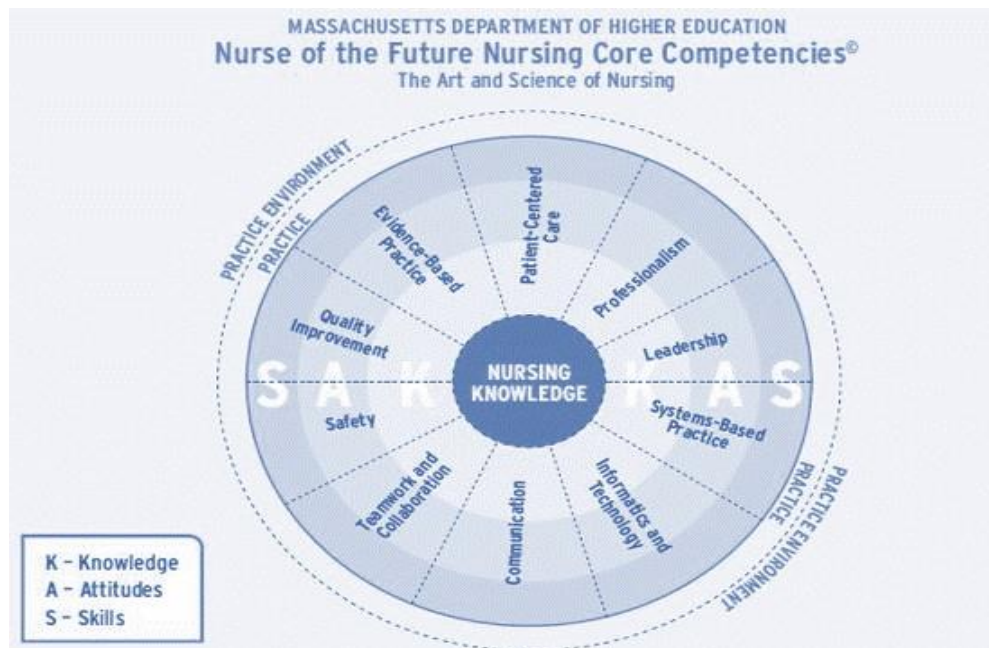 MASSACHUSETTS DEPARTMENT OF HIGHER EDUCATION
Nurse of the Future Nursing Core Competencies©
The Art and Science of Nursing
PRACTICE ENVIRONMENT
PRACTICE
Evidence-Based
Practice
Patient-Centered
Care
Professionalism
Quality
Improvement
Leadership
S A K
NURSING
KNOWLEDGE
K A S
Safety
Systems-Based
Practice
Teamwork and
Collaboration
Communication
Informatics and
Technology
PRACTICE
PRACTICE ENVIRONMENT
K – Knowledge
A – Attitudes
S – Skills